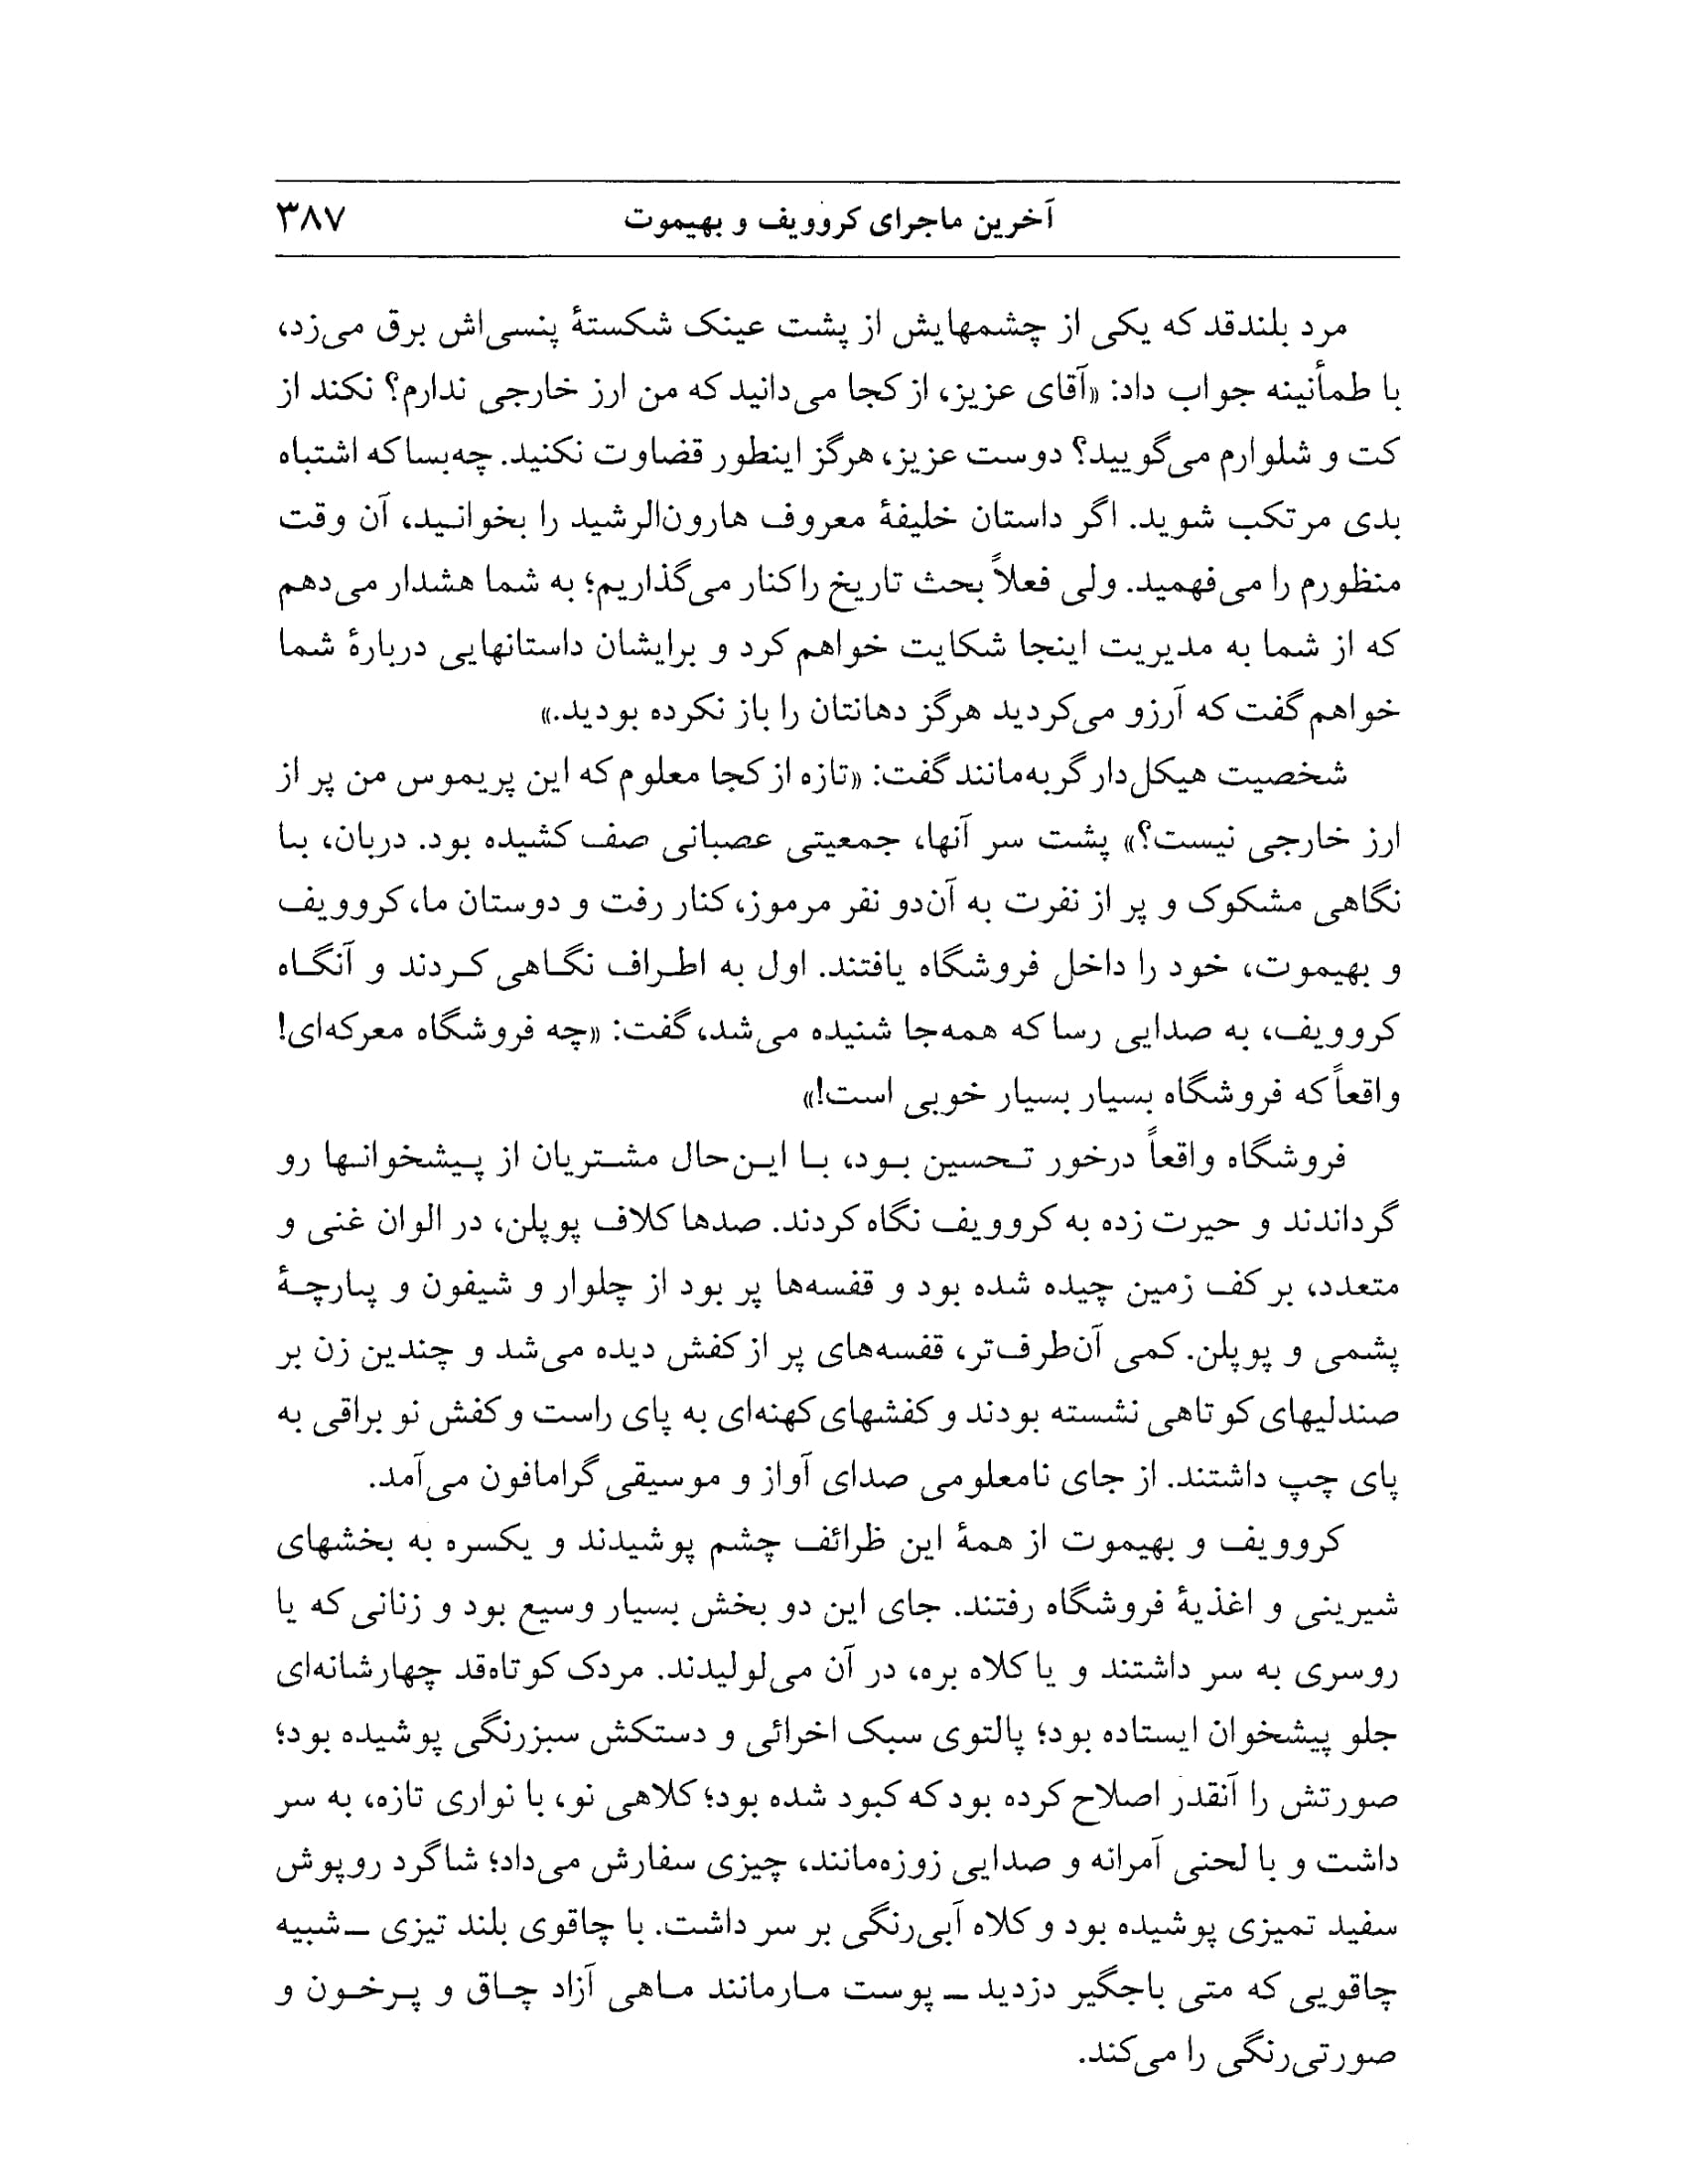 آخرین ماجرای کروویف و بهیموت ۳۸۷
مرد بلندقد که یکی از چشمهایش از پشت عینک شکستهٔ پنسی‌اش برق می‌زد،
با طمأنینه جواب داد: «آقای عزیز، از کجا می‌دانید که من ارز خارجی ندارم؟ نکند از
کت و شلوارم می‌گویید؟ دوست عزیز، هرگز اینطور قضاوت نکنید. چه‌بسا که اشتباه
بدی مرتکب شوید. اگر داستان خلیفهٔ معروف هارون‌الرشید را بخوانید، آن وقت
منظورم را می‌فهمید. ولی فعلاً بحث تاریخ را کنار می‌گذاریم؛ به شما هشدار می‌دهم
که از شما به مدیریت اینجا شکایت خواهم کرد و برایشان داستانهایی دربارهٔ شما
خواهم گفت که آرزو می‌کردید هرگز دهانتان را باز نکرده بودید.»
شخصیت هیکل‌دار گربه‌مانند گفت: «تازه از کجا معلوم که این پریموس من پر از
ارز خارجی نیست؟» پشت سر آنها، جمعیتی عصبانی صف کشیده بود. دربان، با
نگاهی مشکوک و پر از نفرت به آن‌دو نفر مرموز، کنار رفت و دوستان ما، کروویف
و بهیموت، خود را داخل فروشگاه یافتند. اول به اطراف نگاهی کردند و آنگاه
کروویف، به صدایی رسا که همه‌جا شنیده می‌شد، گفت: «چه فروشگاه معرکه‌ای!
واقعاً که فروشگاه بسیار بسیار خوبی است!»
فروشگاه واقعاً درخور تحسین بود، با این‌حال مشتریان از پیشخوانها رو
گرداندند و حیرت زده به کروویف نگاه کردند. صدها کلاف پوپلن، در الوان غنی و
متعدد، بر کف زمین چیده شده بود و قفسه‌ها پر بود از چلوار و شیفون و پارچهٔ
پشمی و پوپلن. کمی آن‌طرف‌تر، قفسه‌های پر از کفش دیده می‌شد و چندین زن بر
صندلیهای کوتاهی نشسته بودند و کفشهای کهنه‌ای به پای راست و کفش نو براقی به
پای چپ داشتند. از جای نامعلومی صدای آواز و موسیقی گرامافون می‌آمد.
کروویف و بهیموت از همهٔ این ظرائف چشم پوشیدند و یکسره به بخشهای
شیرینی و اغذیهٔ فروشگاه رفتند. جای این دو بخش بسیار وسیع بود و زنانی که یا
روسری به سر داشتند و یا کلاه بره، در آن می‌لولیدند. مردک کوتاه‌قد چهارشانه‌ای
جلو پیشخوان ایستاده بود؛ پالتوی سبک اخرائی و دستکش سبزرنگی پوشیده بود؛
صورتش را آنقدر اصلاح کرده بود که کبود شده بود؛ کلاهی نو، با نواری تازه، به سر
داشت و با لحنی آمرانه و صدایی زوزه‌مانند، چیزی سفارش می‌داد؛ شاگرد روپوش
سفید تمیزی پوشیده بود و کلاه آبی‌رنگی بر سر داشت. با چاقوی بلند تیزی ـ شبیه
چاقویی که متی باجگیر دزدید ـ پوست مارمانند ماهی آزاد چاق و پرخون و
صورتی‌رنگی را می‌کند.